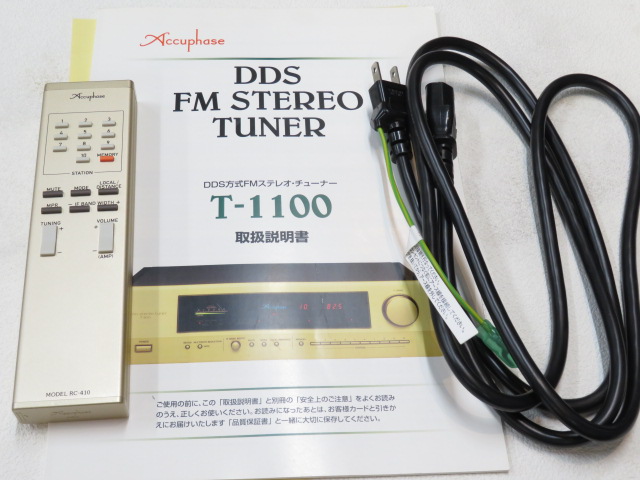 Accuphase
DDS
FM STEREO
TUNER
DDS方式FMステレオ・チューナー
T-1100
取扱説明書
ご使用の前に、この「取扱説明書」と別冊の「安全上のご注意」をよくお読み
のうえ、正しくお使いください。お読みになったあとは、お客様カードと引きか
えにお届けいたします「品質保証書」と一緒に大切に保存してください。
Accuphase
1 2 3
4 5 6
7 8 9
10 MEMORY
STATION
MUTE MODE LOCAL/DISTANCE
MPR - IF BAND WIDTH +
TUNING VOLUME
+ +
- -
(AMP)
MODEL RC-410
Accuphase